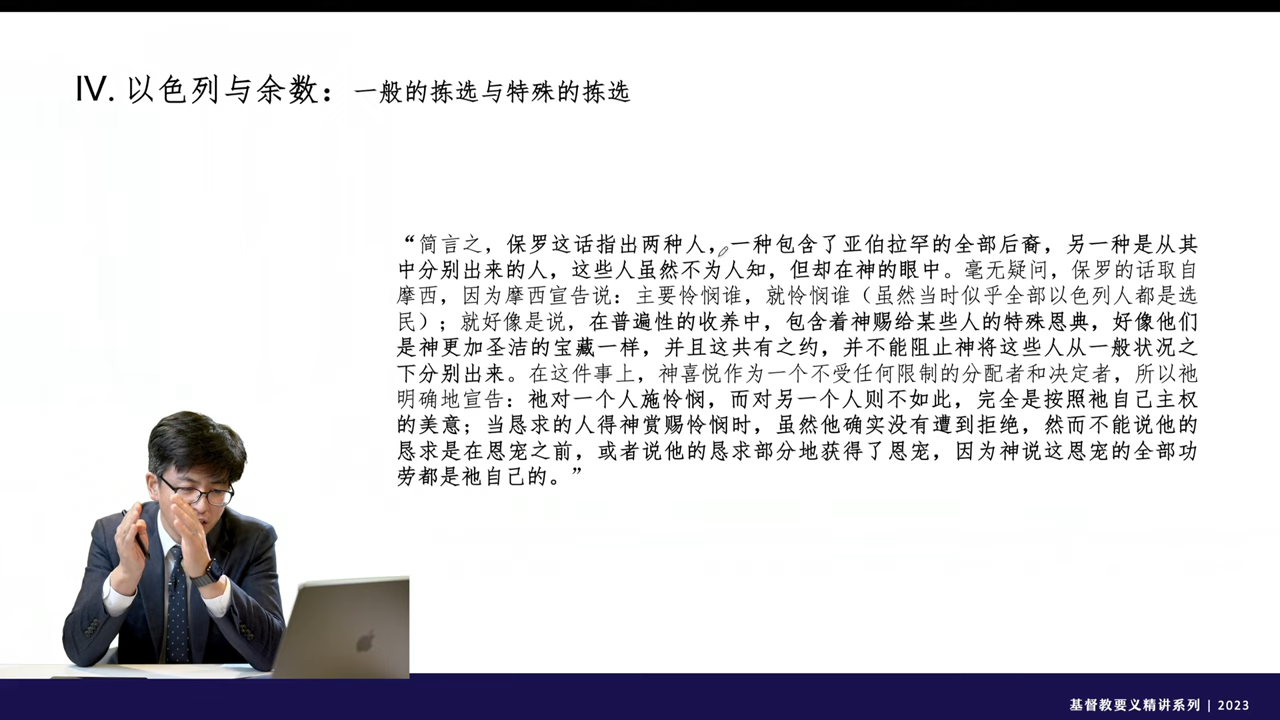 IV. 以色列与余数：一般的拣选与特殊的拣选
“简言之，保罗这话指出两种人，一种包含了亚伯拉罕的全部后裔，另一种是从其
中分别出来的人，这些人虽然不为人知，但却在神的眼中。毫无疑问，保罗的话取自
摩西，因为摩西宣告说：主要怜悯谁，就怜悯谁（虽然当时似乎全部以色列人都是选
民）；就好像是说，在普遍性的收养中，包含着神赐给某些人的特殊恩典，好像他们
是神更加圣洁的宝藏一样，并且这共有之约，并不能阻止神将这些人从一般状况之
下分别出来。在这件事上，神喜悦作为一个不受任何限制的分配者和决定者，所以祂
明确地宣告：祂对一个人施怜悯，而对另一个人则不如此，完全是按照祂自己主权
的美意；当恳求的人得神赏赐怜悯时，虽然他确实没有遭到拒绝，然而不能说他的
恳求是在恩宠之前，或者说他的恳求部分地获得了恩宠，因为神说这恩宠的全部功
劳都是祂自己的。”
基督教要义精讲系列 | 2023